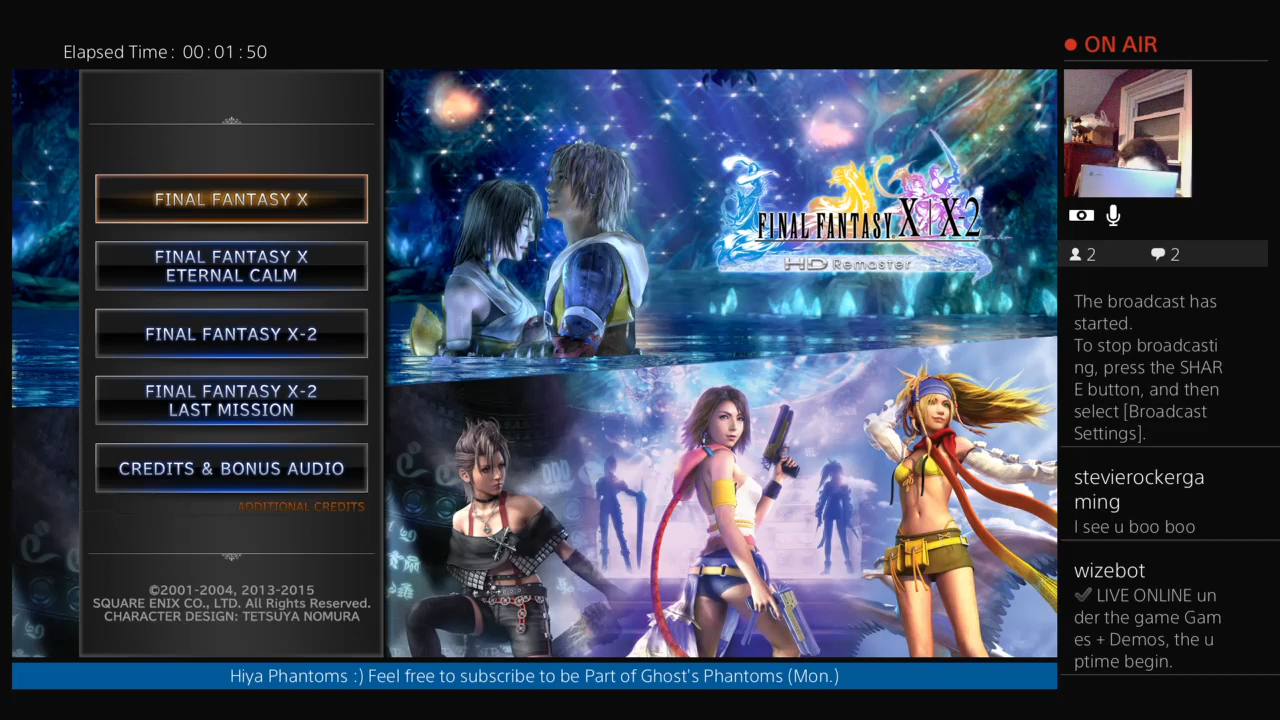 Elapsed Time: 00:01:50
ON AIR
FINAL FANTASY X
FINAL FANTASY X
ETERNAL CALM
FINAL FANTASY X-2
FINAL FANTASY X-2
LAST MISSION
CREDITS & BONUS AUDIO
ADDITIONAL CREDITS
©2001-2004, 2013-2015
SQUARE ENIX CO., LTD. All Rights Reserved.
CHARACTER DESIGN: TETSUYA NOMURA
FINAL FANTASY X|X-2
HD Remaster
2
2
The broadcast has
started.
To stop broadcasti
ng, press the SHAR
E button, and then
select [Broadcast
Settings].
stevierockerga
ming
I see u boo boo
wizebot
✔ LIVE ONLINE un
der the game Gam
es + Demos, the u
ptime begin.
Hiya Phantoms :) Feel free to subscribe to be Part of Ghost's Phantoms (Mon.)